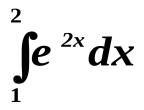 2
∫e ²ˣ dx
1